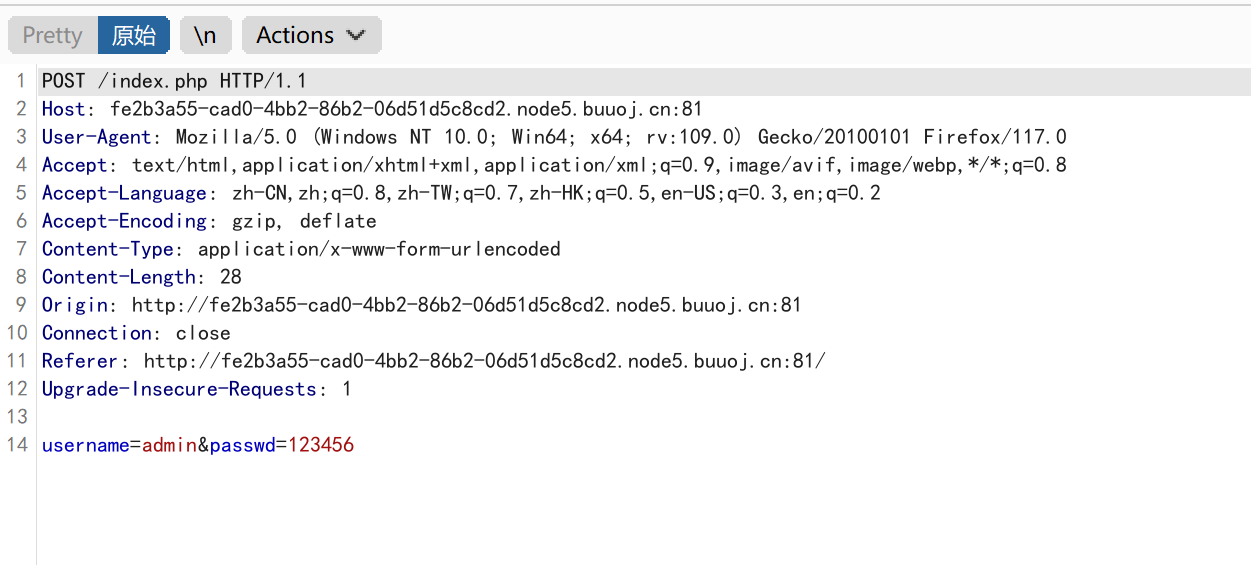 Pretty 原始 \n Actions
1 POST /index.php HTTP/1.1
2 Host: fe2b3a55-cad0-4bb2-86b2-06d51d5c8cd2.node5.buuoj.cn:81
3 User-Agent: Mozilla/5.0 (Windows NT 10.0; Win64; x64; rv:109.0) Gecko/20100101 Firefox/117.0
4 Accept: text/html,application/xhtml+xml,application/xml;q=0.9,image/avif,image/webp,*/*;q=0.8
5 Accept-Language: zh-CN,zh;q=0.8,zh-TW;q=0.7,zh-HK;q=0.5,en-US;q=0.3,en;q=0.2
6 Accept-Encoding: gzip, deflate
7 Content-Type: application/x-www-form-urlencoded
8 Content-Length: 28
9 Origin: http://fe2b3a55-cad0-4bb2-86b2-06d51d5c8cd2.node5.buuoj.cn:81
10 Connection: close
11 Referer: http://fe2b3a55-cad0-4bb2-86b2-06d51d5c8cd2.node5.buuoj.cn:81/
12 Upgrade-Insecure-Requests: 1
13
14 username=admin&passwd=123456